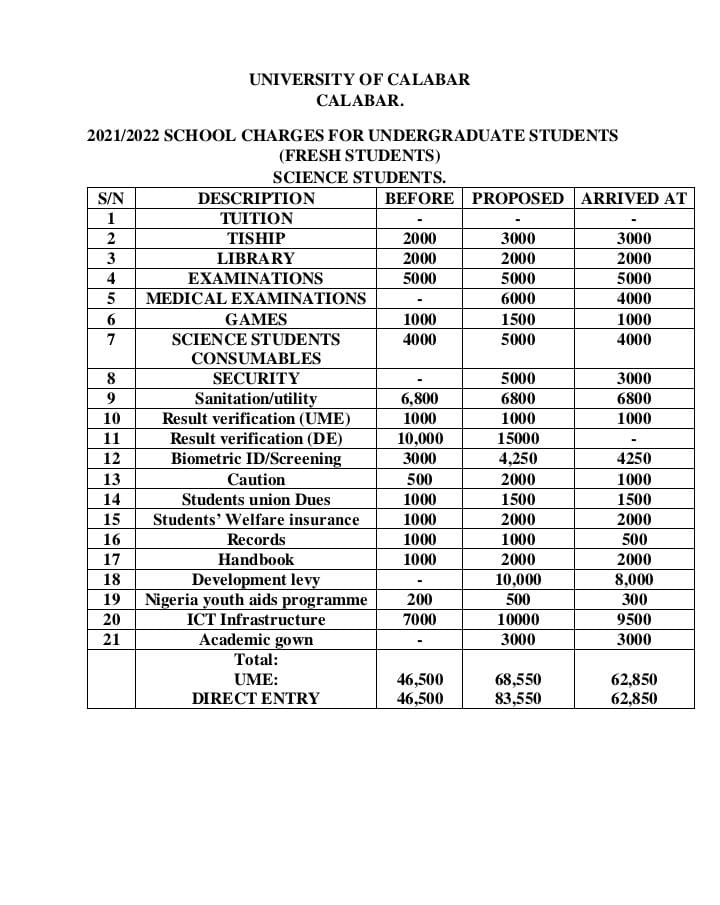 UNIVERSITY OF CALABAR
CALABAR.
2021/2022 SCHOOL CHARGES FOR UNDERGRADUATE STUDENTS
(FRESH STUDENTS)
SCIENCE STUDENTS.
S/N DESCRIPTION BEFORE PROPOSED ARRIVED AT
1 TUITION - - -
2 TISHIP 2000 3000 3000
3 LIBRARY 2000 2000 2000
4 EXAMINATIONS 5000 5000 5000
5 MEDICAL EXAMINATIONS - 6000 4000
6 GAMES 1000 1500 1000
7 SCIENCE STUDENTS 4000 5000 4000
CONSUMABLES
8 SECURITY - 5000 3000
9 Sanitation/utility 6,800 6800 6800
10 Result verification (UME) 1000 1000 1000
11 Result verification (DE) 10,000 15000 -
12 Biometric ID/Screening 3000 4,250 4250
13 Caution 500 2000 1000
14 Students union Dues 1000 1500 1500
15 Students’ Welfare insurance 1000 2000 2000
16 Records 1000 1000 500
17 Handbook 1000 2000 2000
18 Development levy - 10,000 8,000
19 Nigeria youth aids programme 200 500 300
20 ICT Infrastructure 7000 10000 9500
21 Academic gown - 3000 3000
Total:
UME: 46,500 68,550 62,850
DIRECT ENTRY 46,500 83,550 62,850